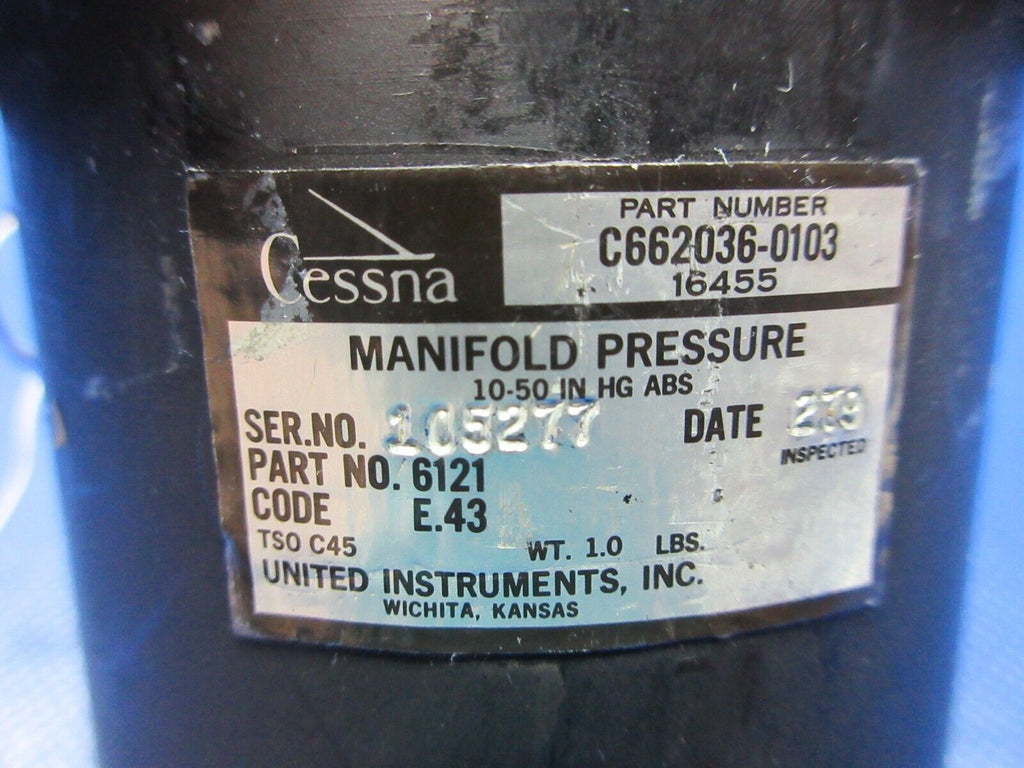 Cessna
PART NUMBER
C662036-0103
16455
MANIFOLD PRESSURE
10-50 IN HG ABS
SER.NO. 105277 DATE 279
INSPECTED
PART NO. 6121
CODE E.43
TSO C45 WT. 1.0 LBS.
UNITED INSTRUMENTS, INC.
WICHITA, KANSAS